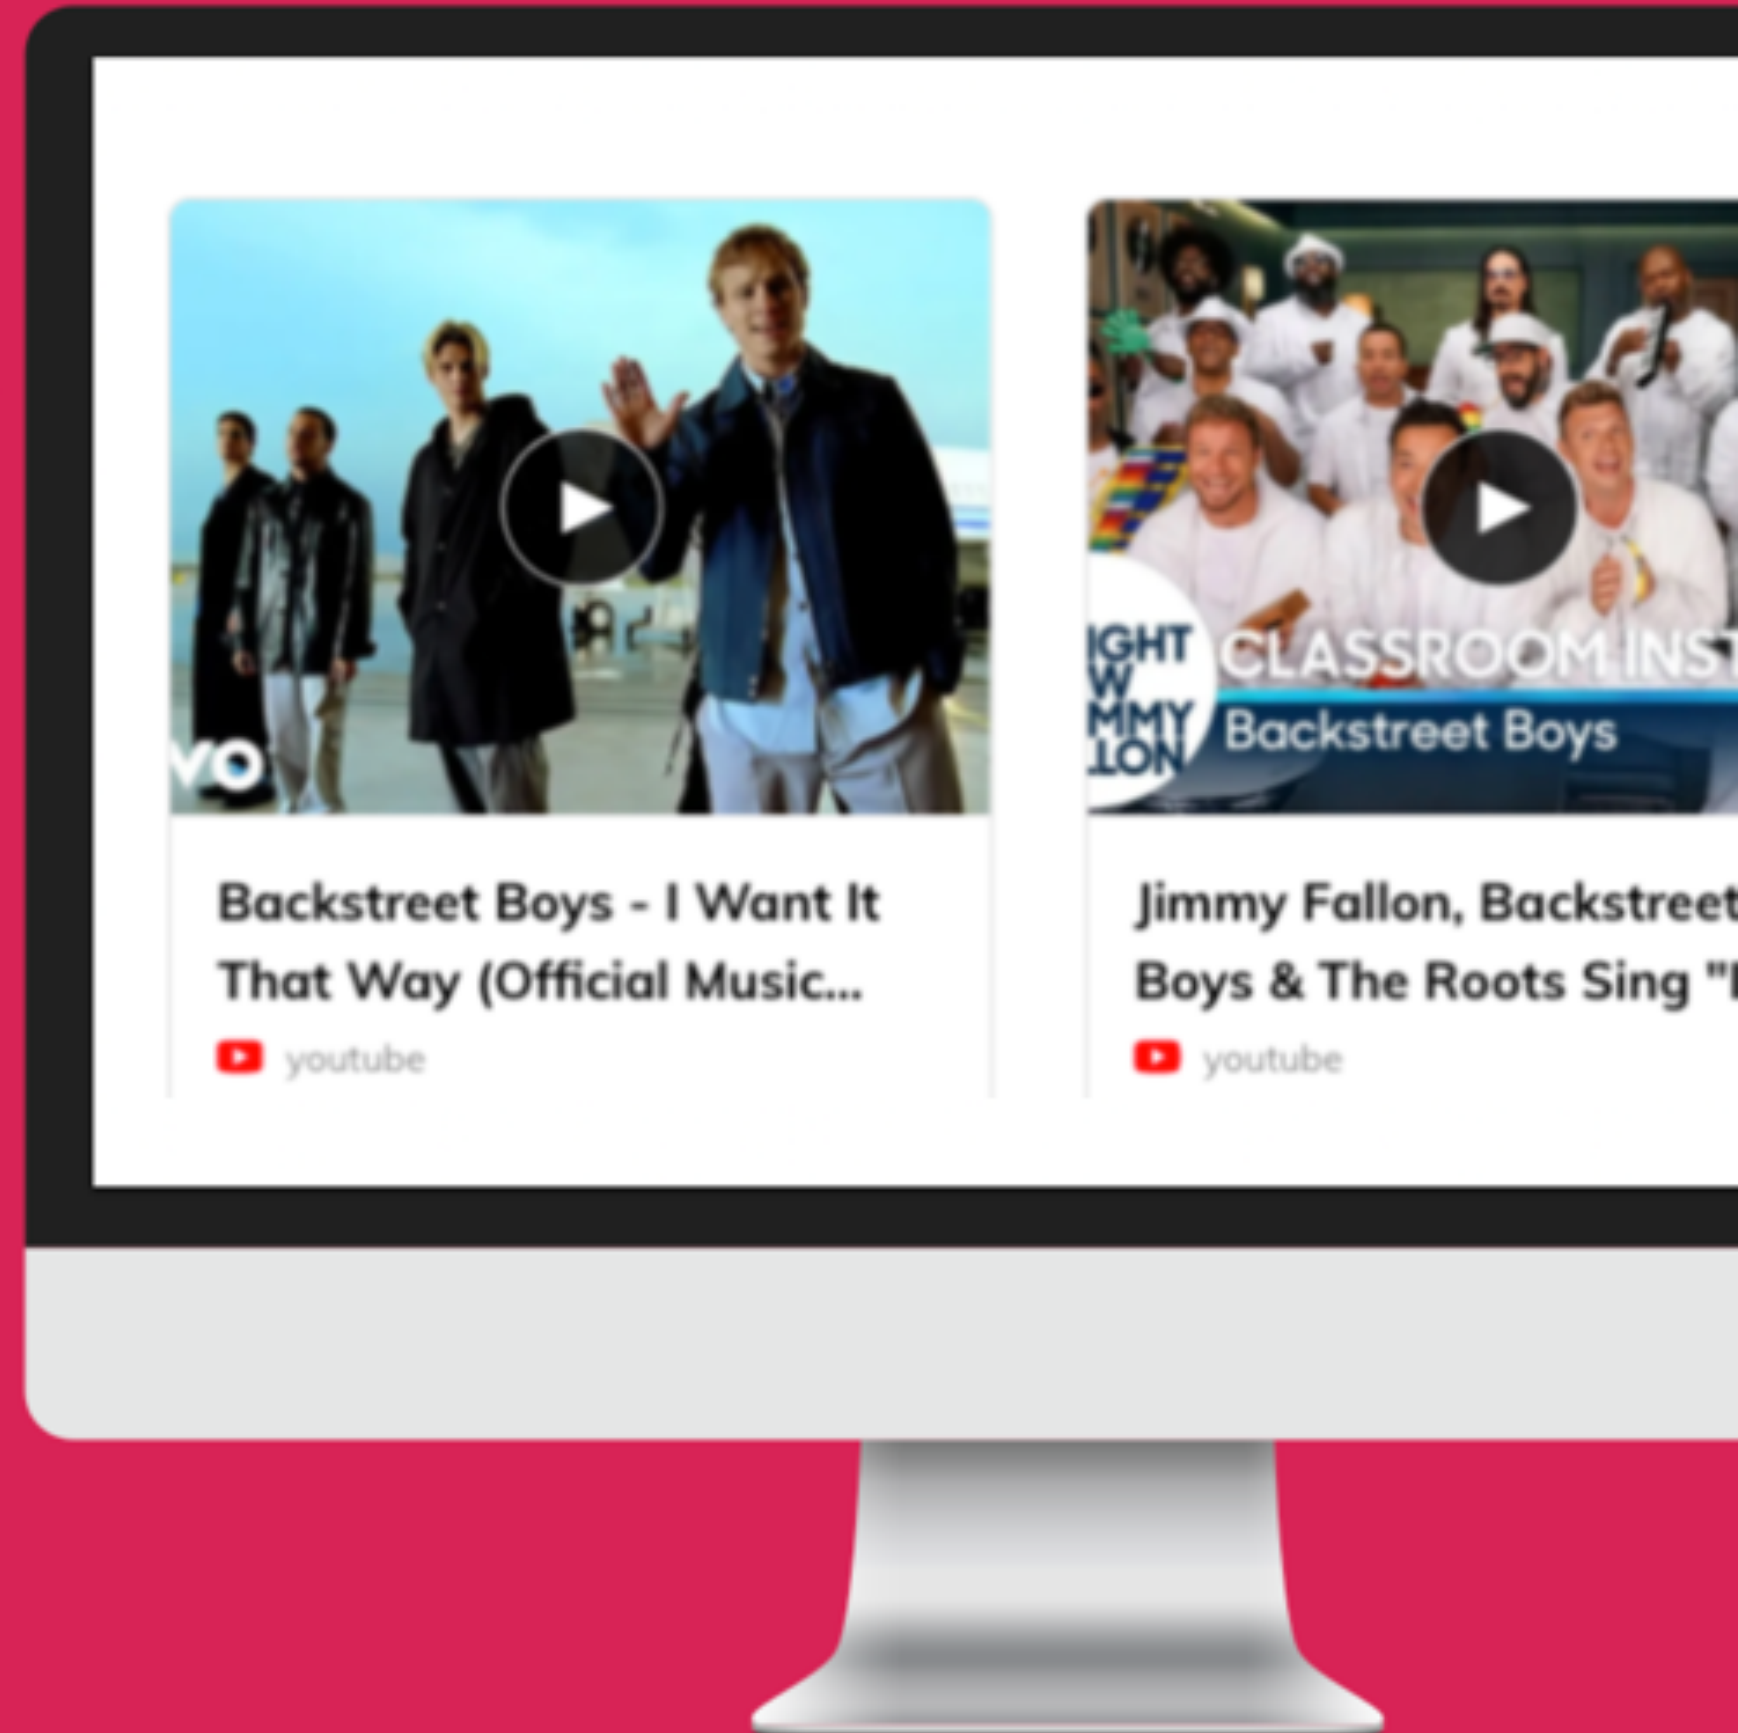 VO
Backstreet Boys - I Want It
That Way (Official Music...
youtube
IGHT
W
MMY
LLON
CLASSROOM INST
Backstreet Boys
Jimmy Fallon, Backstreet
Boys & The Roots Sing "
youtube